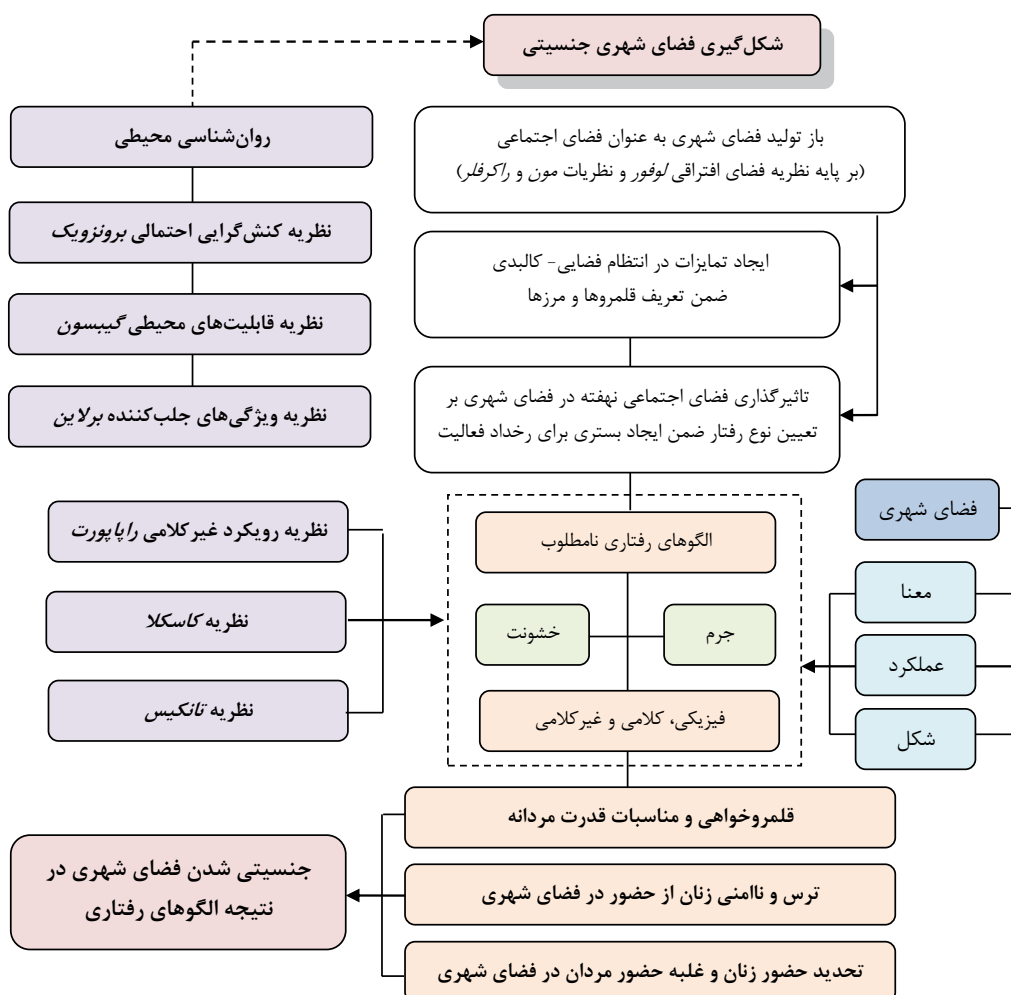 شکل‌گیری فضای شهری جنسیتی
روان‌شناسی محیطی
نظریه کنش‌گرایی احتمالی برونزویک
نظریه قابلیت‌های محیطی گیبسون
نظریه ویژگی‌های جلب‌کننده برلاین
باز تولید فضای شهری به عنوان فضای اجتماعی
(بر پایه نظریه فضای افتراقی لوفور و نظریات مون و راکرفلر)
ایجاد تمایزات در انتظام فضایی- کالبدی
ضمن تعریف قلمروها و مرزها
تاثیرگذاری فضای اجتماعی نهفته در فضای شهری بر
تعیین نوع رفتار ضمن ایجاد بستری برای رخداد فعالیت
نظریه رویکرد غیرکلامی راپاپورت
نظریه کاسکلا
نظریه تانکیس
الگوهای رفتاری نامطلوب
جرم
خشونت
فیزیکی، کلامی و غیرکلامی
فضای شهری
معنا
عملکرد
شکل
قلمروخواهی و مناسبات قدرت مردانه
ترس و ناامنی زنان از حضور در فضای شهری
تحدید حضور زنان و غلبه حضور مردان در فضای شهری
جنسیتی شدن فضای شهری در
نتیجه الگوهای رفتاری